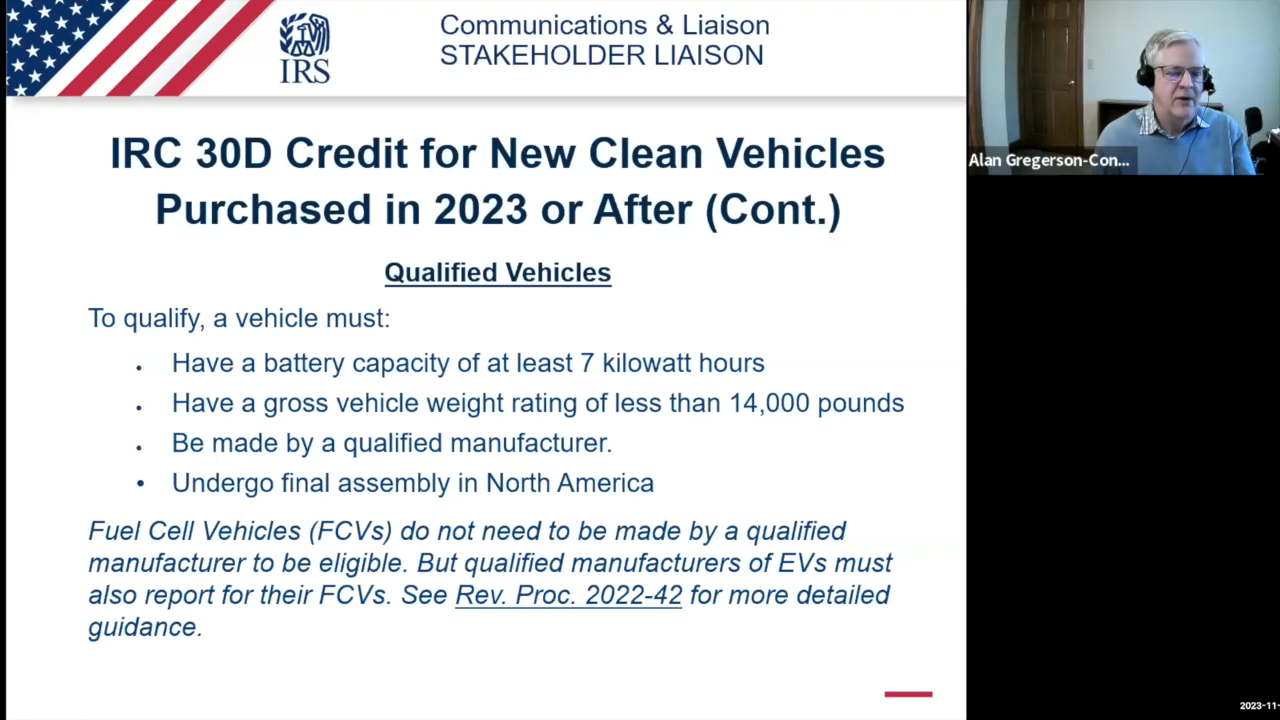 IRS
Communications & Liaison
STAKEHOLDER LIAISON
IRC 30D Credit for New Clean Vehicles
Purchased in 2023 or After (Cont.)
Qualified Vehicles
To qualify, a vehicle must:
• Have a battery capacity of at least 7 kilowatt hours
• Have a gross vehicle weight rating of less than 14,000 pounds
• Be made by a qualified manufacturer.
• Undergo final assembly in North America
Fuel Cell Vehicles (FCVs) do not need to be made by a qualified
manufacturer to be eligible. But qualified manufacturers of EVs must
also report for their FCVs. See Rev. Proc. 2022-42 for more detailed
guidance.
Alan Gregerson-Con...
2023-11-